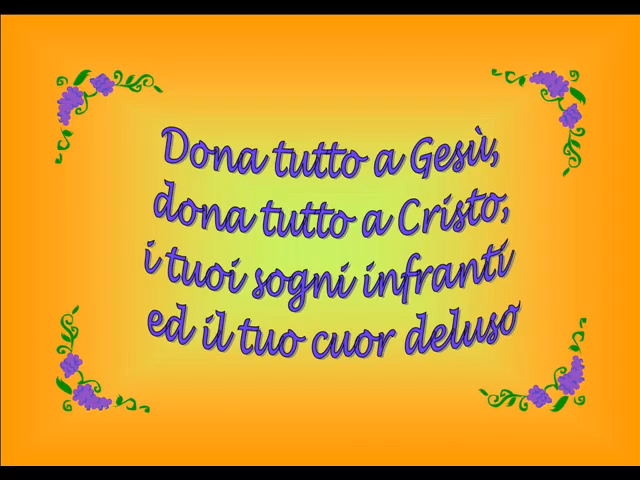 Dona tutto a Gesù,
dona tutto a Cristo,
i tuoi sogni infranti
ed il tuo cuor deluso